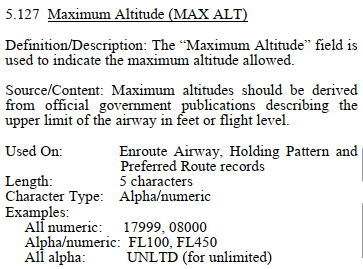 5.127 Maximum Altitude (MAX ALT)
Definition/Description: The “Maximum Altitude” field is
used to indicate the maximum altitude allowed.
Source/Content: Maximum altitudes should be derived
from official government publications describing the
upper limit of the airway in feet or flight level.
Used On: Enroute Airway, Holding Pattern and
Preferred Route records
Length: 5 characters
Character Type: Alpha/numeric
Examples:
All numeric: 17999, 08000
Alpha/numeric: FL100, FL450
All alpha: UNLTD (for unlimited)